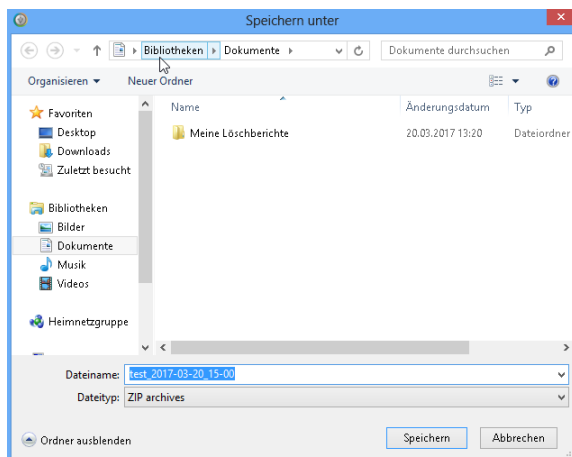 Speichern unter
Bibliotheken Dokumente Dokumente durchsuchen
Organisieren Neuer Ordner
Favoriten
Desktop
Downloads
Zuletzt besucht
Bibliotheken
Bilder
Dokumente
Musik
Videos
Heimnetzgruppe
Name Änderungsdatum Typ
Meine Löschberichte 20.03.2017 13:20 Dateiordner
Dateiname: test_2017-03-20_15-00
Dateityp: ZIP archives
Ordner ausblenden Speichern Abbrechen